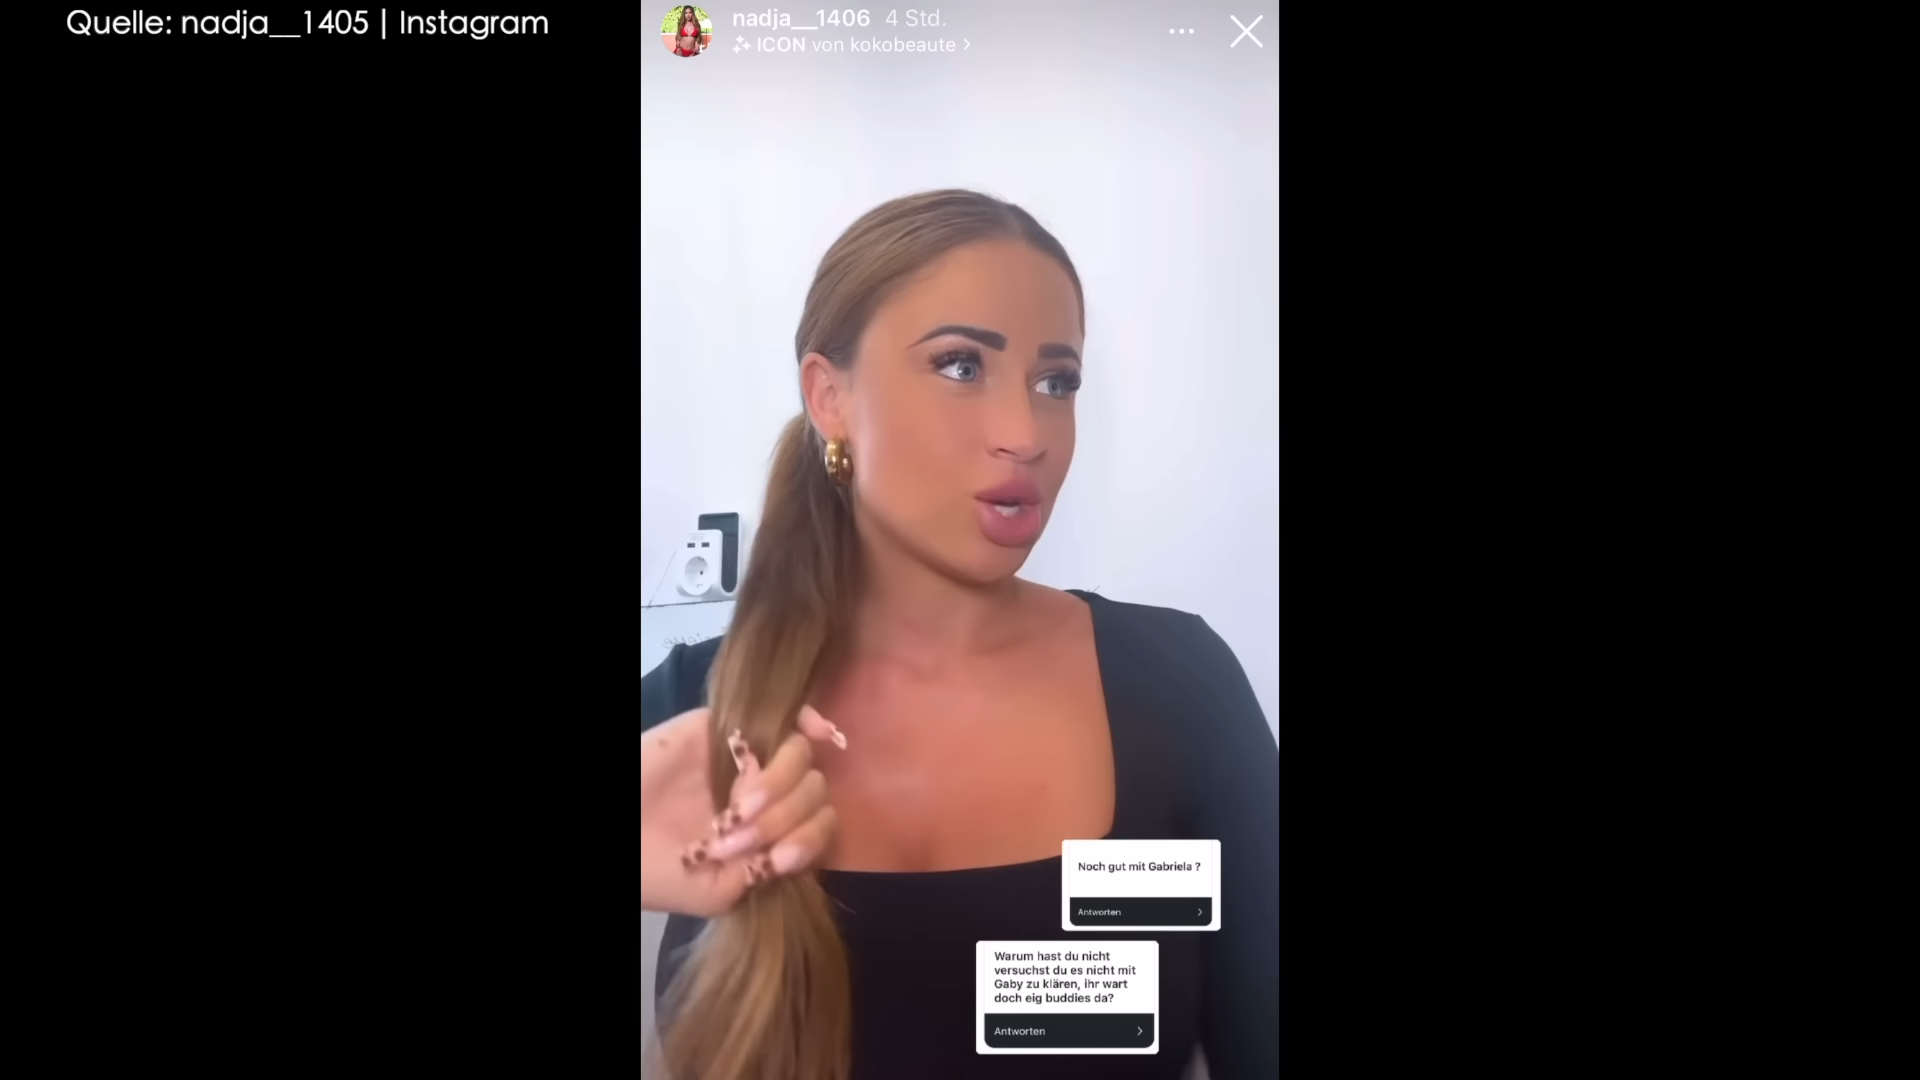 Quelle: nadja__1405 | Instagram
nadja__1406 4 Std.
ICON von kokobeaute >
Noch gut mit Gabriela ?
Antworten >
Warum hast du nicht
versuchst du es nicht mit
Gaby zu klären, ihr wart
doch eig buddies da?
Antworten >